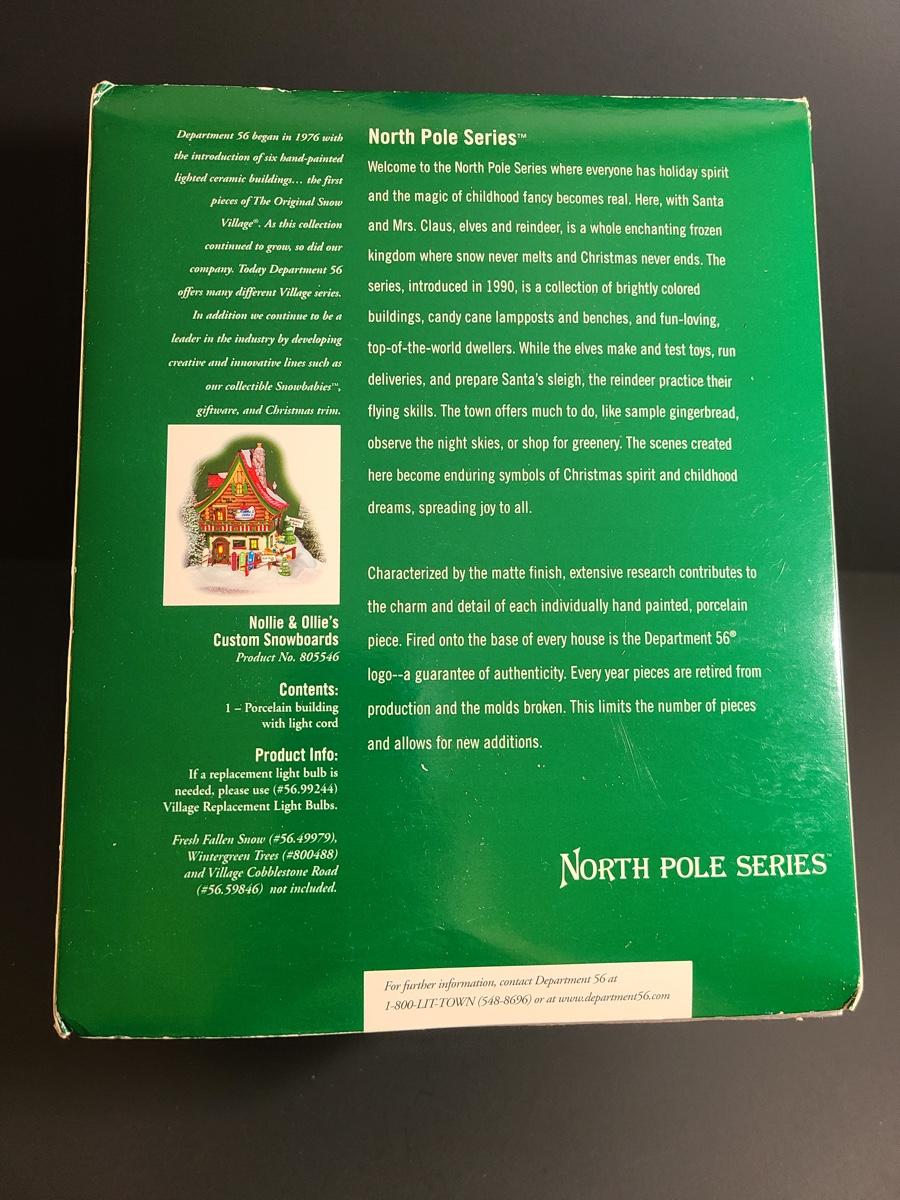 Department 56 began in 1976 with
the introduction of six hand-painted
lighted ceramic buildings... the first
pieces of The Original Snow
Village®. As this collection
continued to grow, so did our
company. Today Department 56
offers many different Village series.
In addition we continue to be a
leader in the industry by developing
creative and innovative lines such as
our collectible Snowbabies™,
giftware, and Christmas trim.
Nollie & Ollie's
Custom Snowboards
Product No. 805546
Contents:
1 – Porcelain building
with light cord
Product Info:
If a replacement light bulb is
needed, please use (#56.99244)
Village Replacement Light Bulbs.
Fresh Fallen Snow (#56.49979),
Wintergreen Trees (#800488)
and Village Cobblestone Road
(#56.59846) not included.
North Pole Series™
Welcome to the North Pole Series where everyone has holiday spirit
and the magic of childhood fancy becomes real. Here, with Santa
and Mrs. Claus, elves and reindeer, is a whole enchanting frozen
kingdom where snow never melts and Christmas never ends. The
series, introduced in 1990, is a collection of brightly colored
buildings, candy cane lampposts and benches, and fun-loving,
top-of-the-world dwellers. While the elves make and test toys, run
deliveries, and prepare Santa's sleigh, the reindeer practice their
flying skills. The town offers much to do, like sample gingerbread,
observe the night skies, or shop for greenery. The scenes created
here become enduring symbols of Christmas spirit and childhood
dreams, spreading joy to all.
Characterized by the matte finish, extensive research contributes to
the charm and detail of each individually hand painted, porcelain
piece. Fired onto the base of every house is the Department 56®
logo--a guarantee of authenticity. Every year pieces are retired from
production and the molds broken. This limits the number of pieces
and allows for new additions.
NORTH POLE SERIES™
For further information, contact Department 56 at
1-800-LIT-TOWN (548-8696) or at www.department56.com